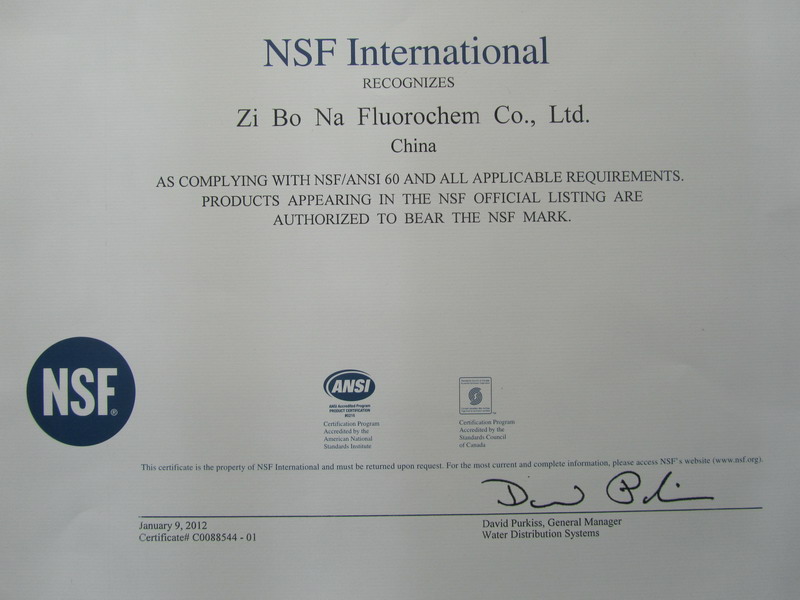 NSF International
RECOGNIZES
Zi Bo Na Fluorochem Co., Ltd.
China
AS COMPLYING WITH NSF/ANSI 60 AND ALL APPLICABLE REQUIREMENTS.
PRODUCTS APPEARING IN THE NSF OFFICIAL LISTING ARE
AUTHORIZED TO BEAR THE NSF MARK.
NSF®
ANSI
ANSI Accredited Program
PRODUCT CERTIFICATION
Certification Program
Accredited by the
American National
Standards Institute
Certification Program
Accredited by the
Standards Council
of Canada
This certificate is the property of NSF International and must be returned upon request. For the most current and complete information, please access NSF's website (www.nsf.org).
January 9, 2012
Certificate# C0088544 - 01
David Purkiss, General Manager
Water Distribution Systems